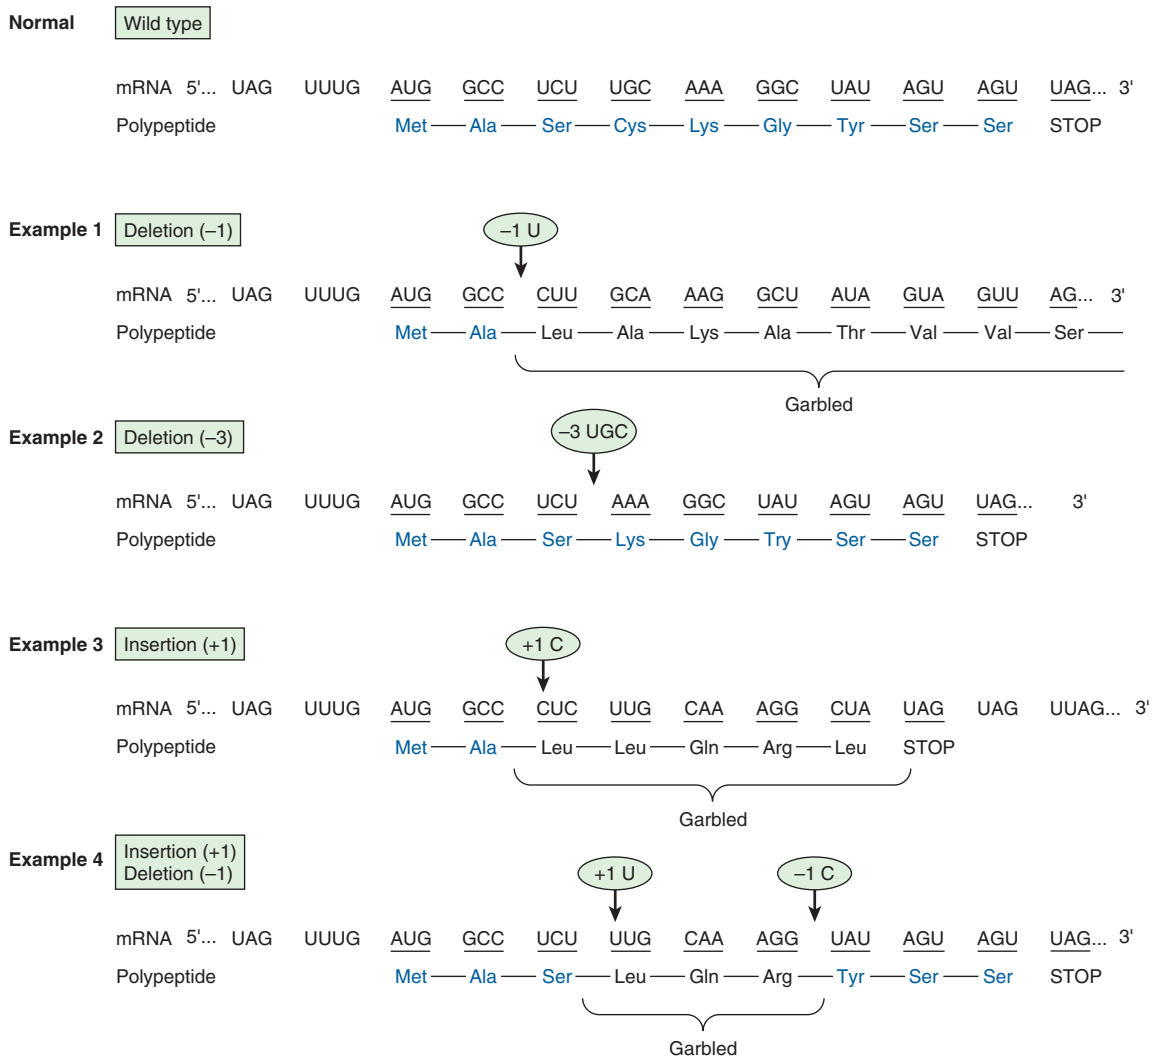 Normal Wild type
mRNA 5'... UAG UUUG AUG GCC UCU UGC AAA GGC UAU AGU AGU UAG... 3'
Polypeptide Met Ala Ser Cys Lys Gly Tyr Ser Ser STOP
Example 1 Deletion (–1)
–1 U
mRNA 5'... UAG UUUG AUG GCC CUU GCA AAG GCU AUA GUA GUU AG... 3'
Polypeptide Met Ala Leu Ala Lys Ala Thr Val Val Ser
Garbled
Example 2 Deletion (–3)
–3 UGC
mRNA 5'... UAG UUUG AUG GCC UCU AAA GGC UAU AGU AGU UAG... 3'
Polypeptide Met Ala Ser Lys Gly Try Ser Ser STOP
Example 3 Insertion (+1)
+1 C
mRNA 5'... UAG UUUG AUG GCC CUC UUG CAA AGG CUA UAG UAG UUAG... 3'
Polypeptide Met Ala Leu Leu Gln Arg Leu STOP
Garbled
Example 4 Insertion (+1)
Deletion (–1)
+1 U –1 C
mRNA 5'... UAG UUUG AUG GCC UCU UUG CAA AGG UAU AGU AGU UAG... 3'
Polypeptide Met Ala Ser Leu Gln Arg Tyr Ser Ser STOP
Garbled